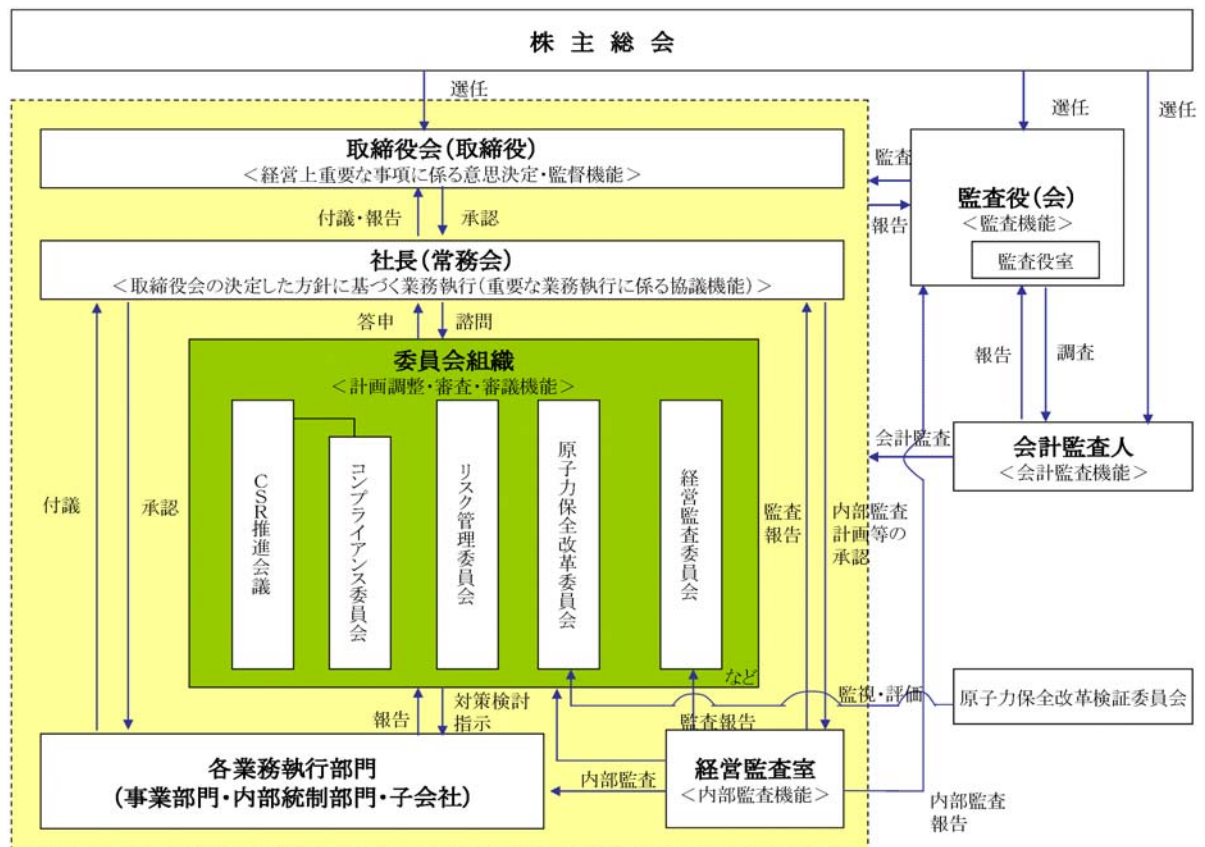 株主総会
選任
選任
選任
取締役会(取締役)
＜経営上重要な事項に係る意思決定・監督機能＞
監査
報告
監査役(会)
＜監査機能＞
監査役室
付議・報告
承認
社長(常務会)
＜取締役会の決定した方針に基づく業務執行(重要な業務執行に係る協議機能)＞
答申
諮問
報告
調査
委員会組織
＜計画調整・審査・審議機能＞
CSR推進会議
コンプライアンス委員会
リスク管理委員会
原子力保全改革委員会
経営監査委員会
など
付議
承認
監査
報告
内部監査
計画等の
承認
会計監査
会計監査人
＜会計監査機能＞
報告
対策検討
指示
監査報告
監視・評価
原子力保全改革検証委員会
各業務執行部門
(事業部門・内部統制部門・子会社)
内部監査
経営監査室
＜内部監査機能＞
内部監査
報告